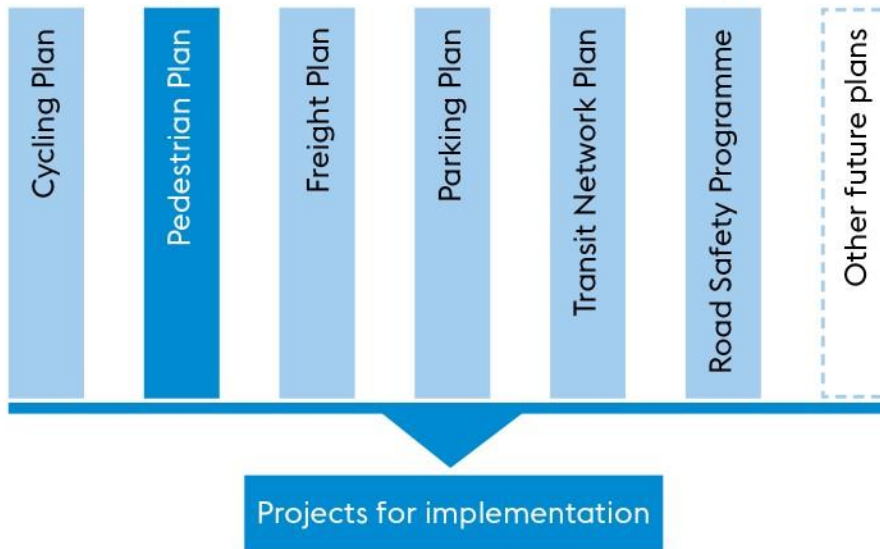 Cycling Plan
Pedestrian Plan
Freight Plan
Parking Plan
Transit Network Plan
Road Safety Programme
Other future plans
Projects for implementation